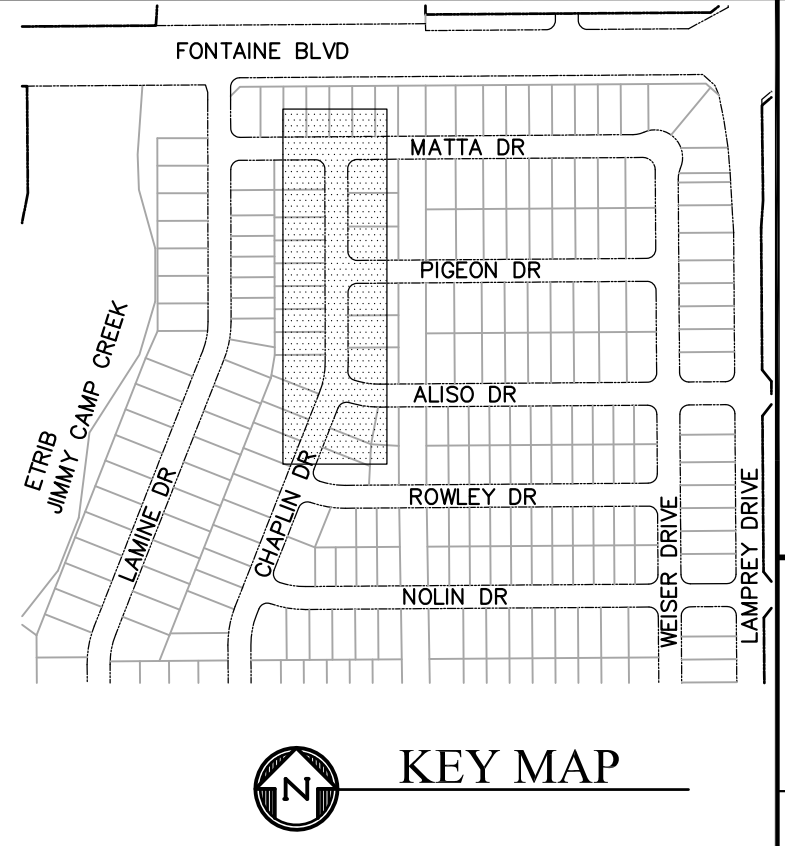 FONTAINE BLVD
MATTA DR
PIGEON DR
ALISO DR
ETRIB
JIMMY CAMP CREEK
LAMINE DR
CHAPLIN DR
ROWLEY DR
WEISER DRIVE
LAMPREY DRIVE
NOLIN DR
N
KEY MAP